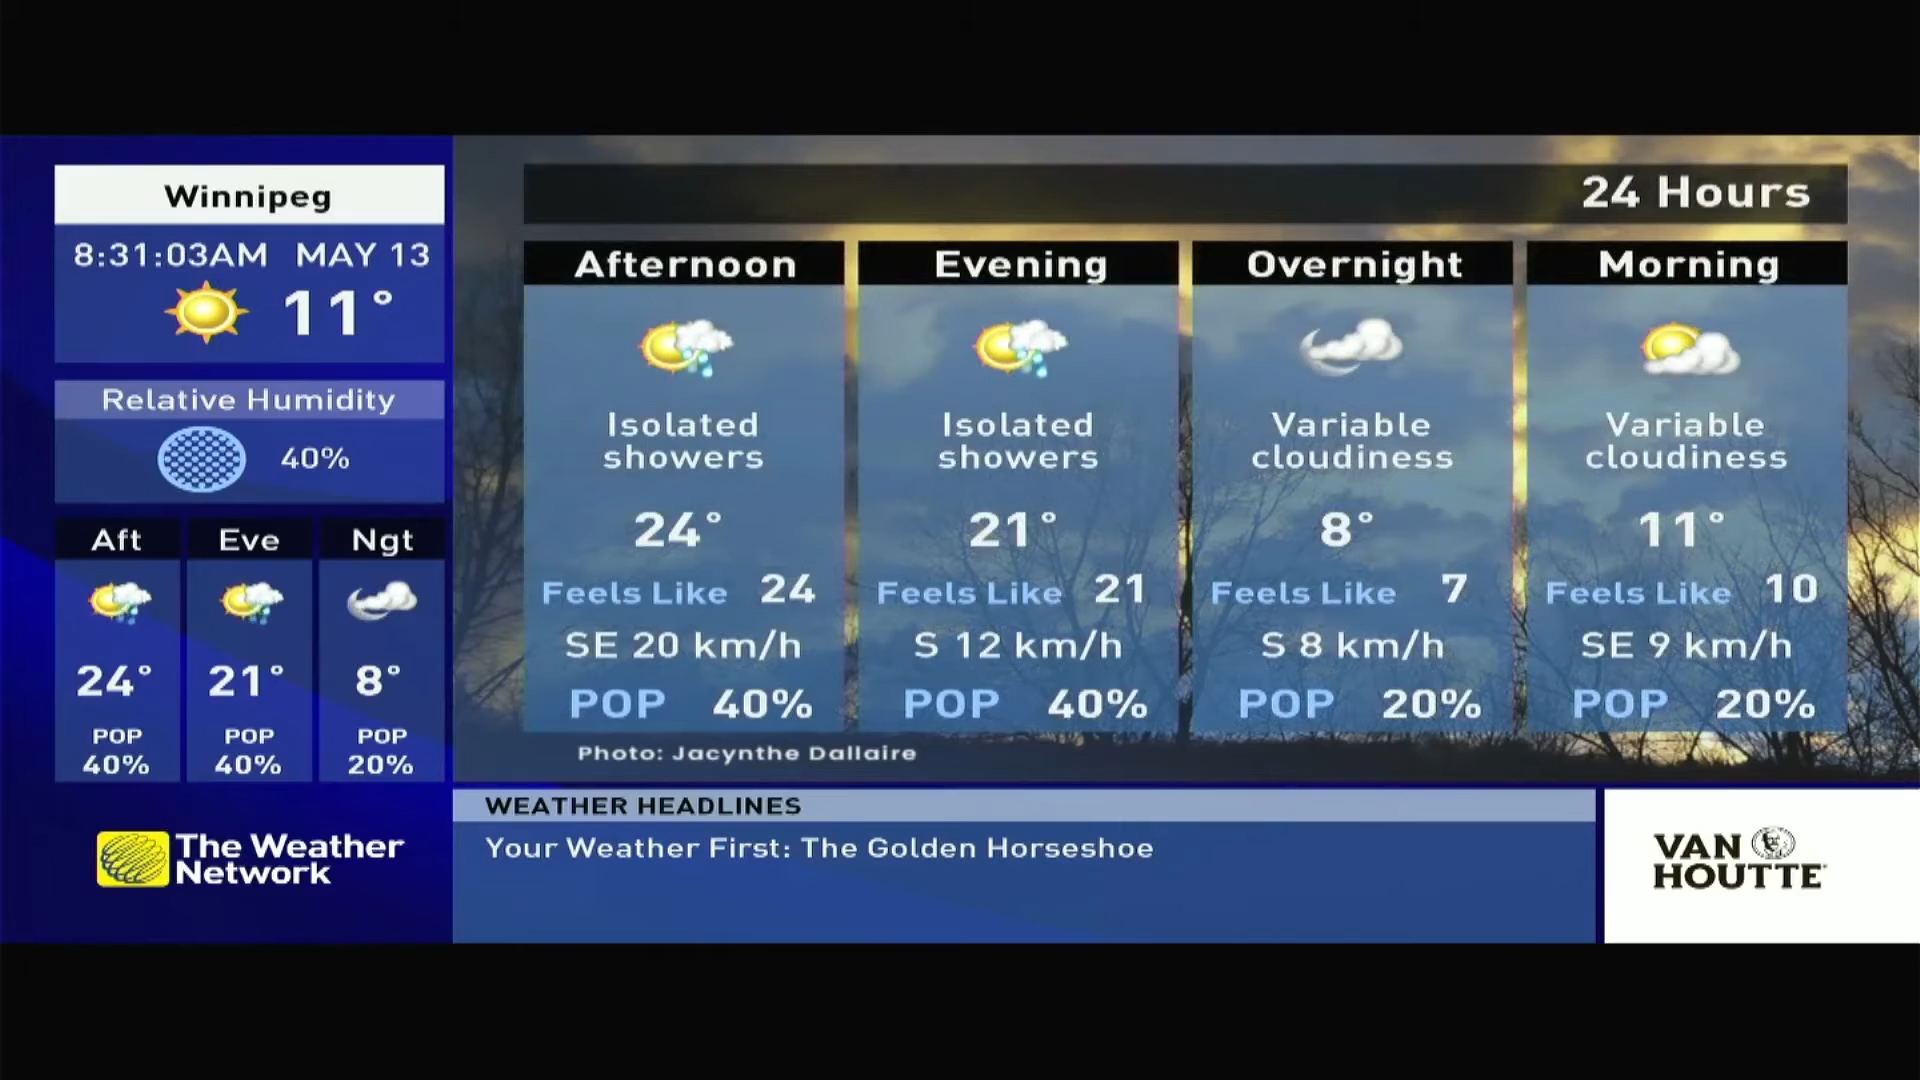 Winnipeg
8:31:03AM MAY 13
11°
Relative Humidity
40%
Aft Eve Ngt
24° 21° 8°
POP POP POP
40% 40% 20%
The Weather
Network
24 Hours
Afternoon
Isolated
showers
24°
Feels Like 24
SE 20 km/h
POP 40%
Evening
Isolated
showers
21°
Feels Like 21
S 12 km/h
POP 40%
Overnight
Variable
cloudiness
8°
Feels Like 7
S 8 km/h
POP 20%
Morning
Variable
cloudiness
11°
Feels Like 10
SE 9 km/h
POP 20%
Photo: Jacynthe Dallaire
WEATHER HEADLINES
Your Weather First: The Golden Horseshoe
VAN
HOUTTE